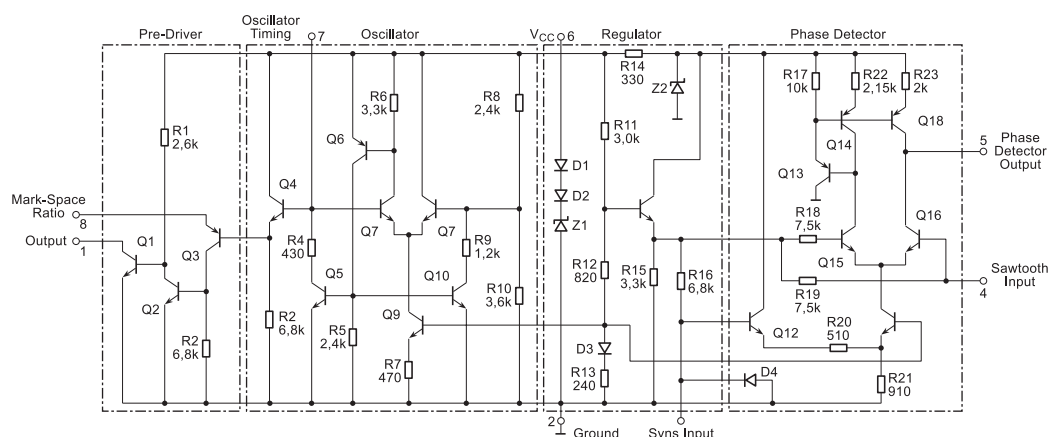 Pre-Driver
Oscillator
Timing
7
Oscillator
VCC
6
Regulator
Phase Detector
R1
2,6k
Q4
Q6
R6
3,3k
R8
2,4k
R14
330
Z2
R11
3,0k
D1
D2
Z1
R17
10k
R22
2,15k
R23
2k
Q14
Q18
Q13
5
Phase
Detector
Output
Mark-Space
Ratio
8
Output
1
Q1
Q2
Q3
R2
6,8k
R4
430
Q5
R2
6,8k
R5
2,4k
Q7
Q7
R9
1,2k
Q10
R10
3,6k
Q9
R7
470
R12
820
R15
3,3k
R16
6,8k
D3
R13
240
R18
7,5k
Q15
Q16
R19
7,5k
Sawtooth
Input
4
Q12
R20
510
D4
R21
910
2
Ground
Syns Input